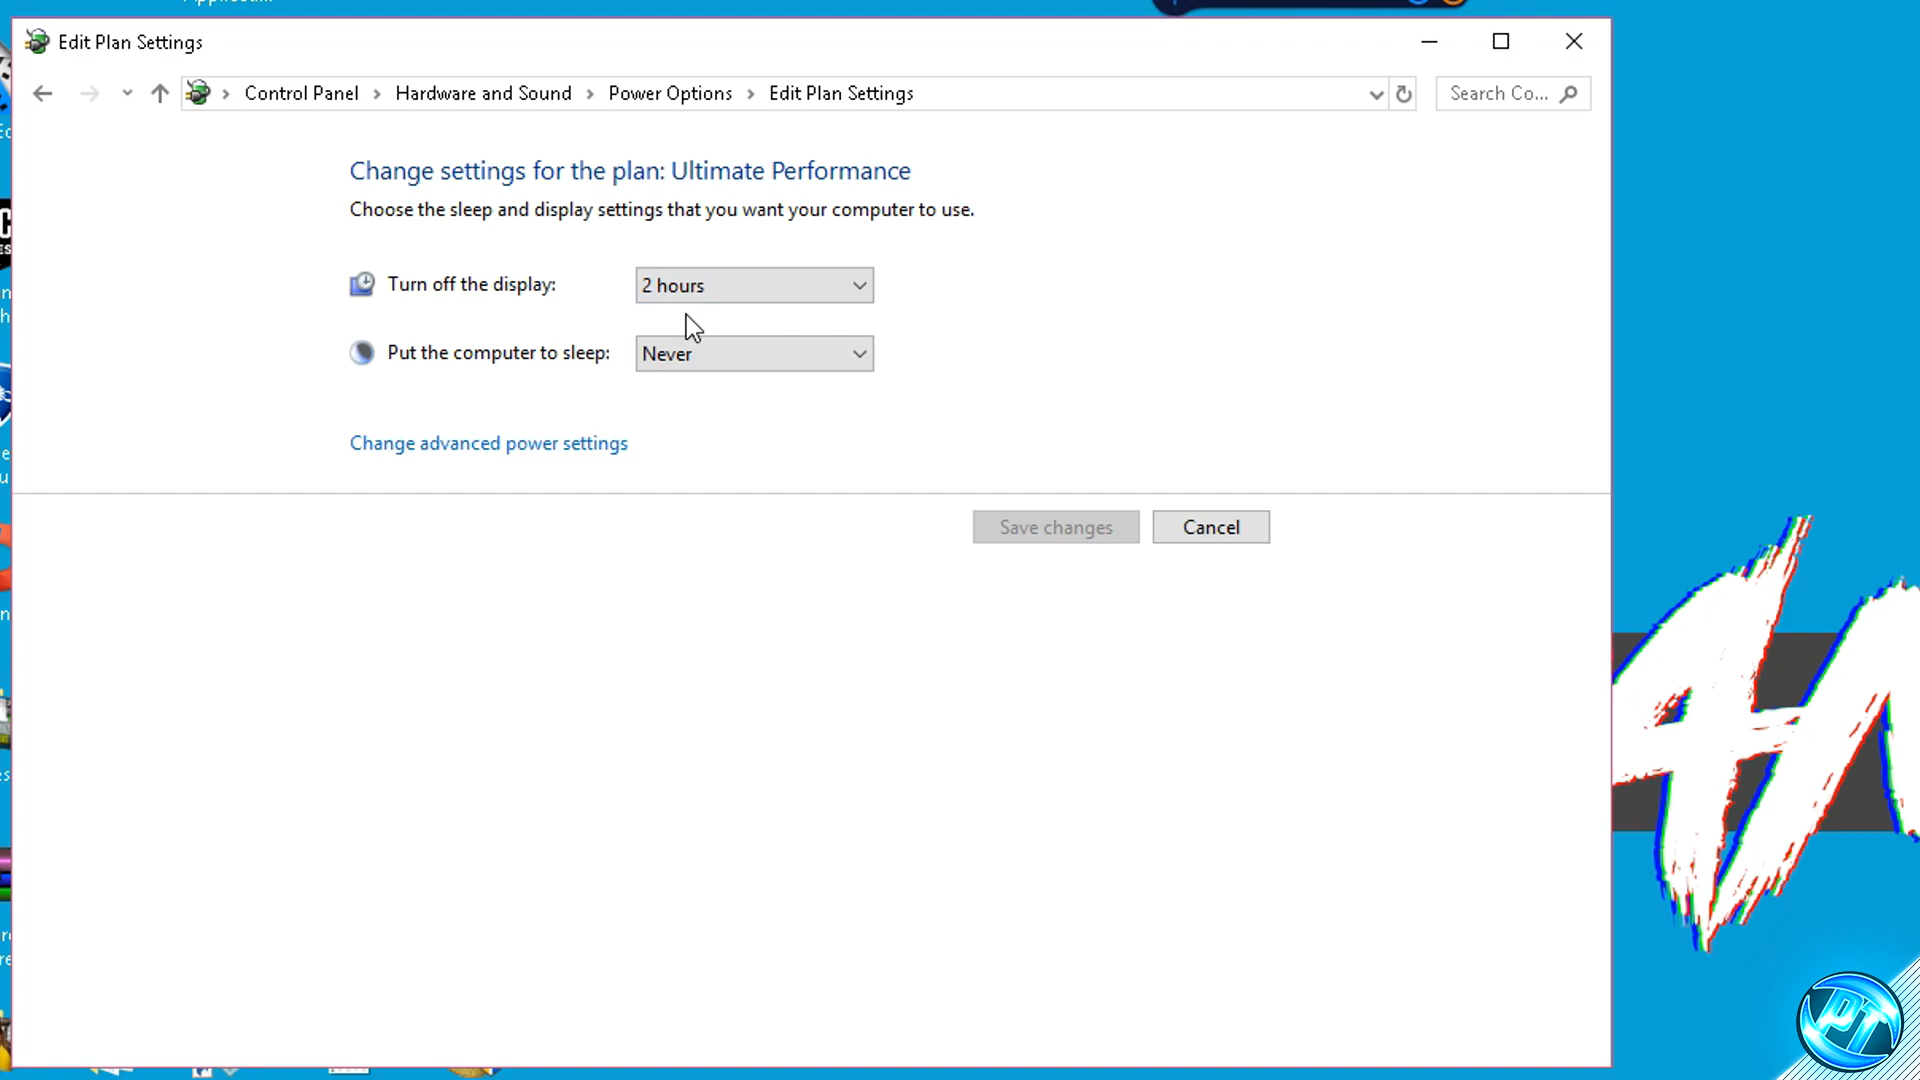 Edit Plan Settings
Control Panel > Hardware and Sound > Power Options > Edit Plan Settings
Search Co...
Change settings for the plan: Ultimate Performance
Choose the sleep and display settings that you want your computer to use.
Turn off the display: 2 hours
Put the computer to sleep: Never
Change advanced power settings
Save changes
Cancel
PT